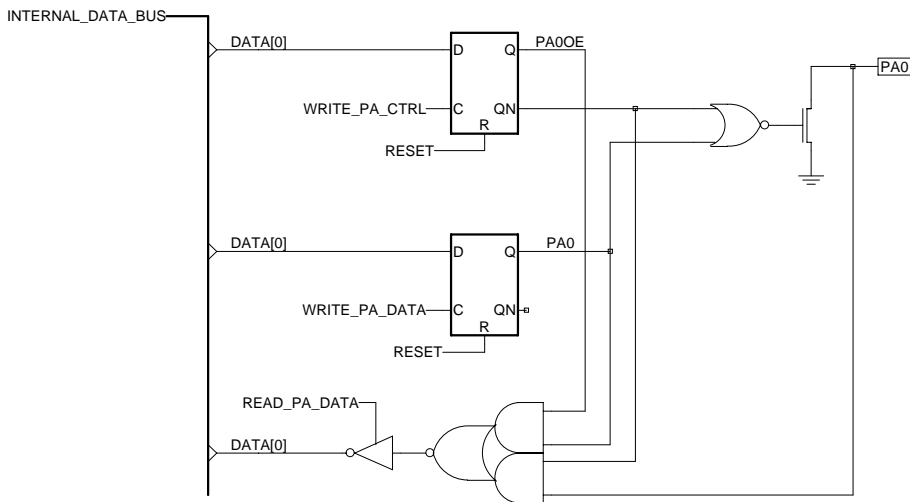 INTERNAL_DATA_BUS
DATA[0]
D
Q
PA0OE
PA0
WRITE_PA_CTRL
C
QN
R
RESET
DATA[0]
D
Q
PA0
WRITE_PA_DATA
C
QN
R
RESET
READ_PA_DATA
DATA[0]